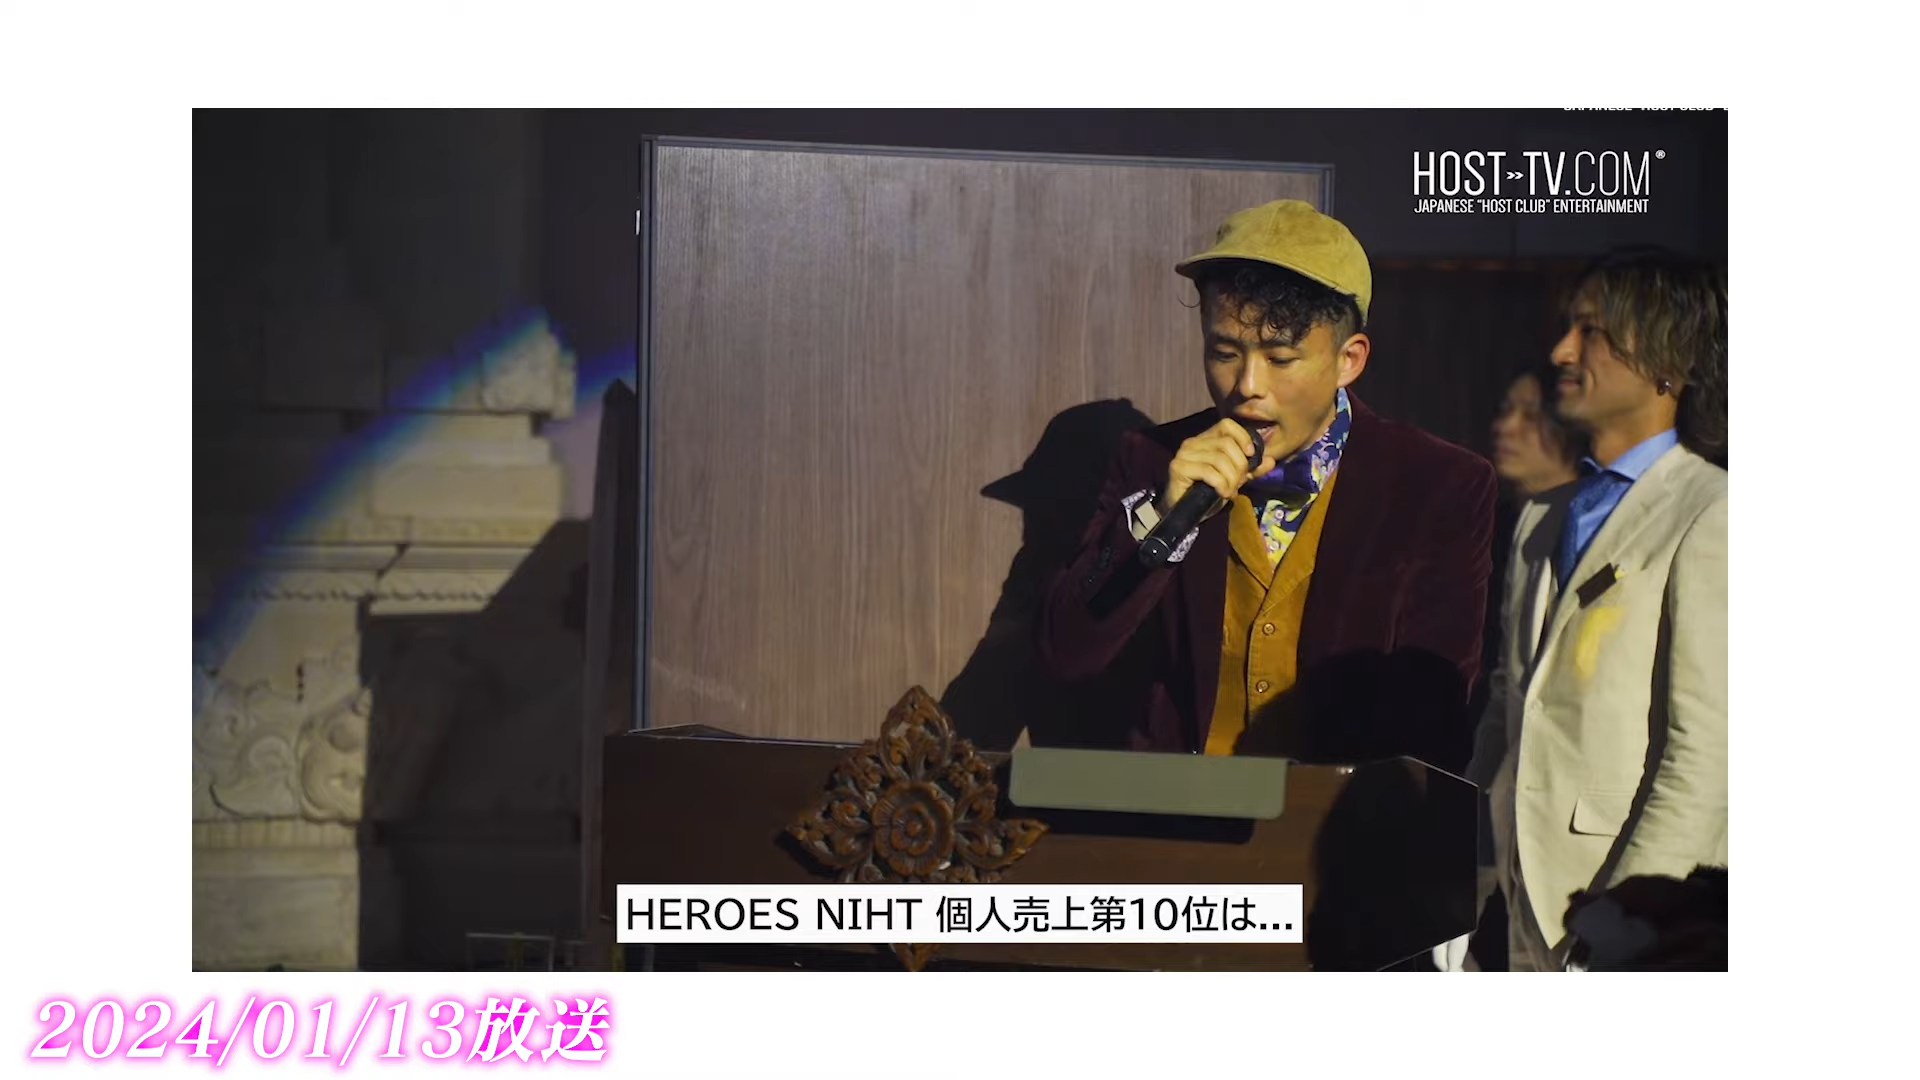 HOST»TV.COM®
JAPANESE "HOST CLUB" ENTERTAINMENT
HEROES NIHT 個人売上第10位は...
2024/01/13放送